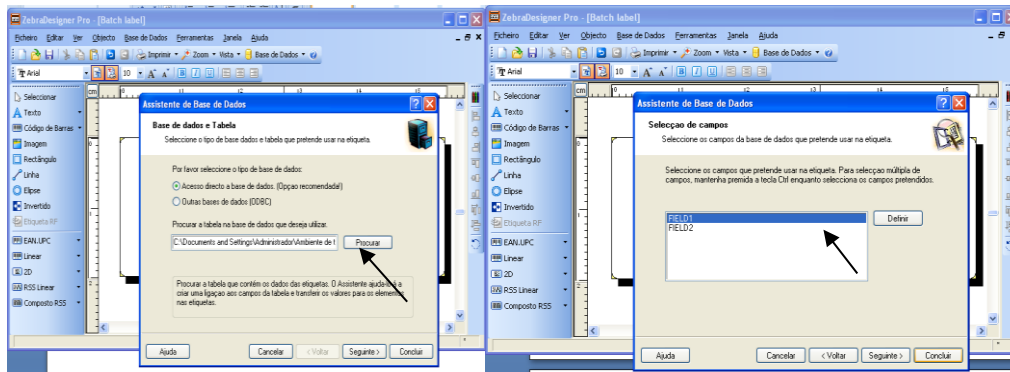 ZebraDesigner Pro - [Batch label]
Ficheiro Editar Ver Objecto Base de Dados Ferramentas Janela Ajuda
Imprimir Zoom Vista Base de Dados
Arial 10
Seleccionar
Texto
Código de Barras
Imagem
Rectângulo
Linha
Elipse
Invertido
Etiqueta RF
EAN.UPC
Linear
2D
RSS Linear
Composto RSS
cm
Assistente de Base de Dados
Base de dados e Tabela
Seleccione o tipo de base de dados e tabela que pretende usar na etiqueta.
Por favor seleccione o tipo de base de dados:
Acesso directo a base de dados. (Opçao recomendada!)
Outras bases de dados (ODBC)
Procurar a tabela na base de dados que deseja utilizar.
C:\Documents and Settings\Administrador\Ambiente de t
Procurar
Procurar a tabela que contém os dados das etiquetas. O Assistente ajuda-lo a
criar uma ligaçao aos campos da tabela e transferir os valores para os elementos
nas etiquetas.
Ajuda Cancelar < Voltar Seguinte > Concluir
ZebraDesigner Pro - [Batch label]
Ficheiro Editar Ver Objecto Base de Dados Ferramentas Janela Ajuda
Imprimir Zoom Vista Base de Dados
Arial 10
Seleccionar
Texto
Código de Barras
Imagem
Rectângulo
Linha
Elipse
Invertido
Etiqueta RF
EAN.UPC
Linear
2D
RSS Linear
Composto RSS
cm
Assistente de Base de Dados
Selecçao de campos
Seleccione os campos da base de dados que pretende usar na etiqueta.
Seleccione os campos que pretende usar na etiqueta. Para selecçao múltipla de
campos, mantenha premida a tecla Ctrl enquanto selecciona os campos pretendidos.
FIELD1
FIELD2
Definir
Ajuda Cancelar < Voltar Seguinte > Concluir